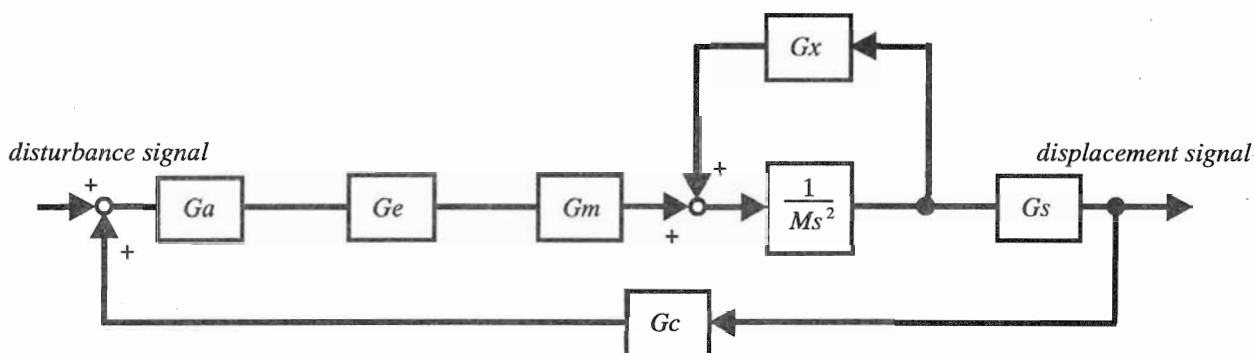 Gx
disturbance signal
displacement signal
+
+
Ga
Ge
Gm
1
Ms²
Gs
+
+
Gc